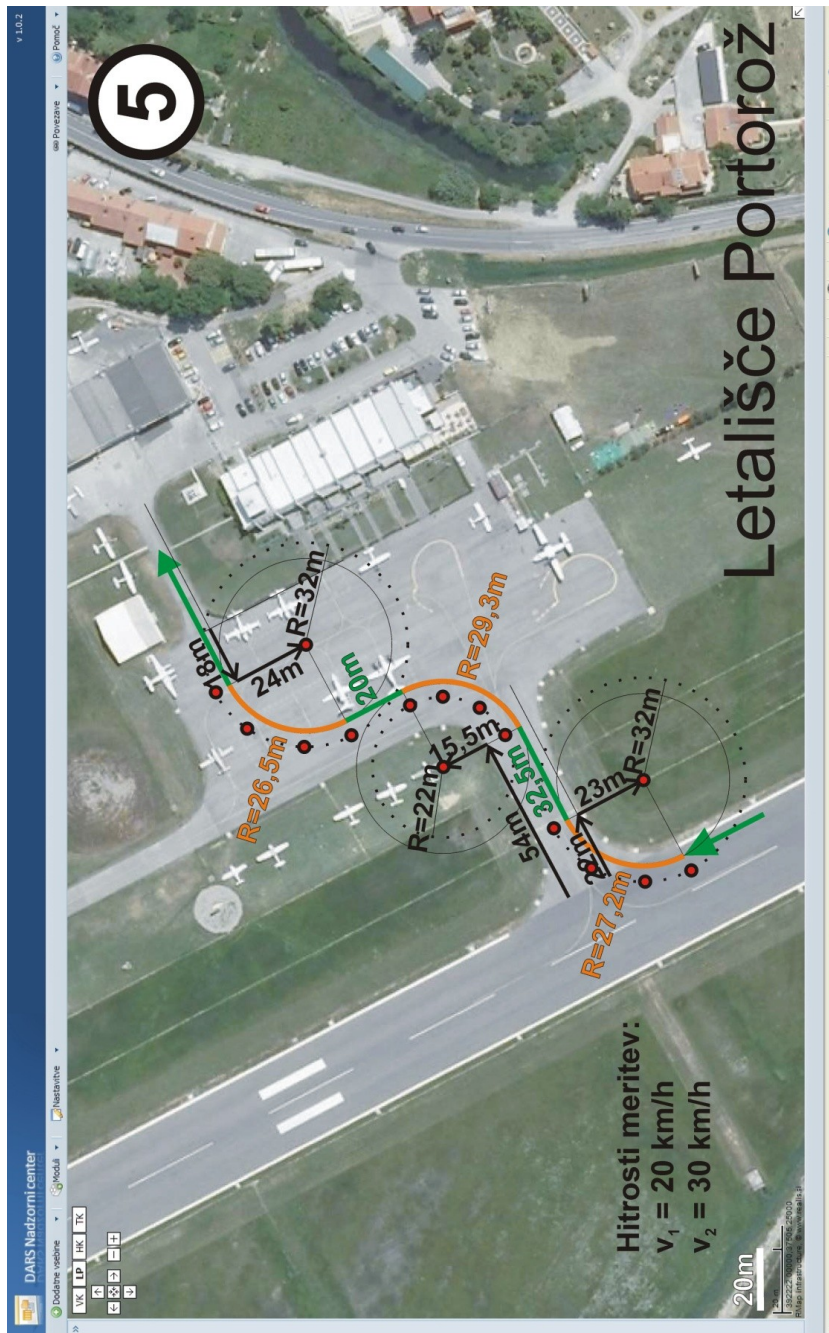 DARS Nadzorni center
v 1.0.2
Dodatne vsebine
Moduli
Nastavitve
Povezave
Pomoč
VK LP HK TK
5
18m
24m
R=32m
R=26,5m
20m
R=29,3m
R=22m
15,5m
32,5m
54m
23m
R=32m
R=27,2m
Hitrosti meritev:
v1 = 20 km/h
v2 = 30 km/h
20m
Letališče Portorož